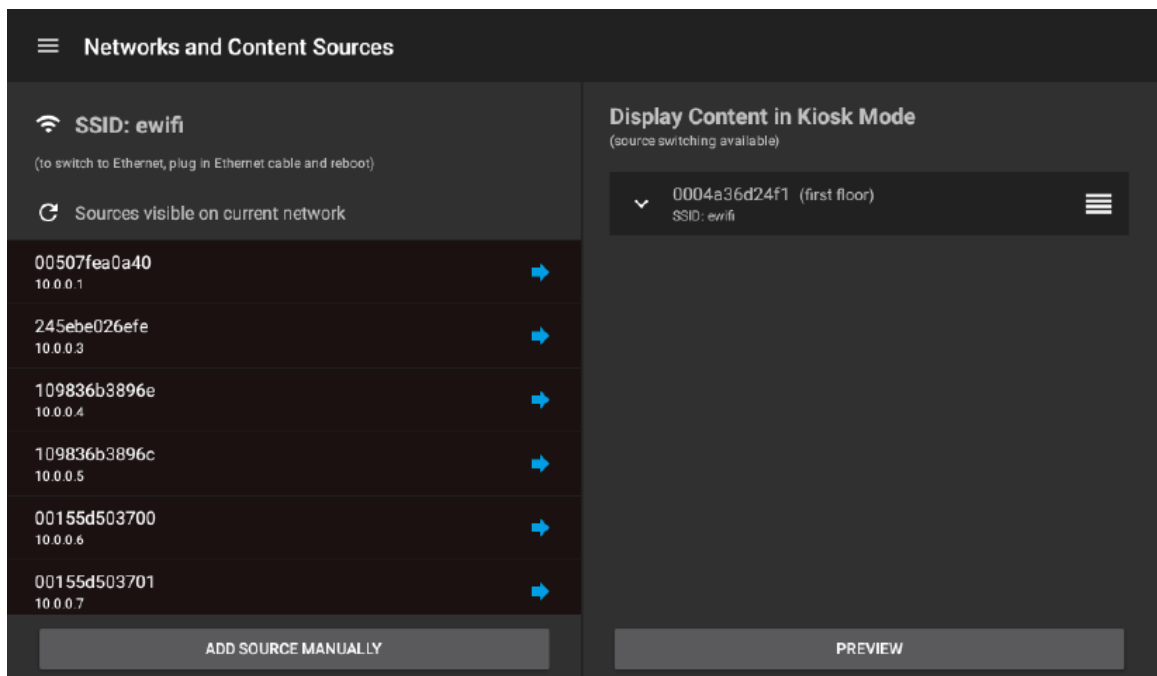 Networks and Content Sources
SSID: ewifi
(to switch to Ethernet, plug in Ethernet cable and reboot)
Sources visible on current network
00507fea0a40
10.0.0.1
245ebe026efe
10.0.0.3
109836b3896e
10.0.0.4
109836b3896c
10.0.0.5
00155d503700
10.0.0.6
00155d503701
10.0.0.7
ADD SOURCE MANUALLY
Display Content in Kiosk Mode
(source switching available)
0004a36d24f1 (first floor)
SSID: ewifi
PREVIEW